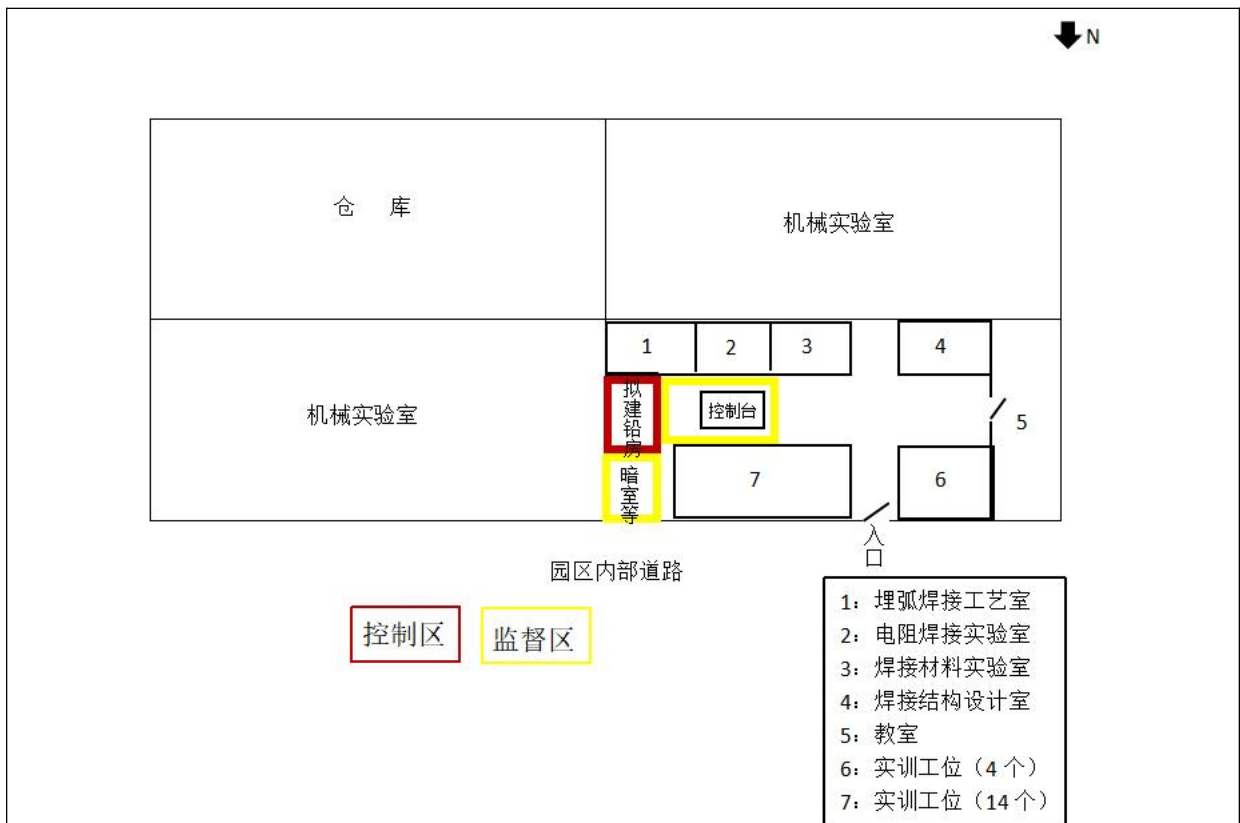 N
仓 库
机械实验室
1
2
3
4
机械实验室
拟建铅房
控制台
5
暗室等
7
6
入口
园区内部道路
控制区
监督区
1：埋弧焊接工艺室
2：电阻焊接实验室
3：焊接材料实验室
4：焊接结构设计室
5：教室
6：实训工位（4 个）
7：实训工位（14 个）